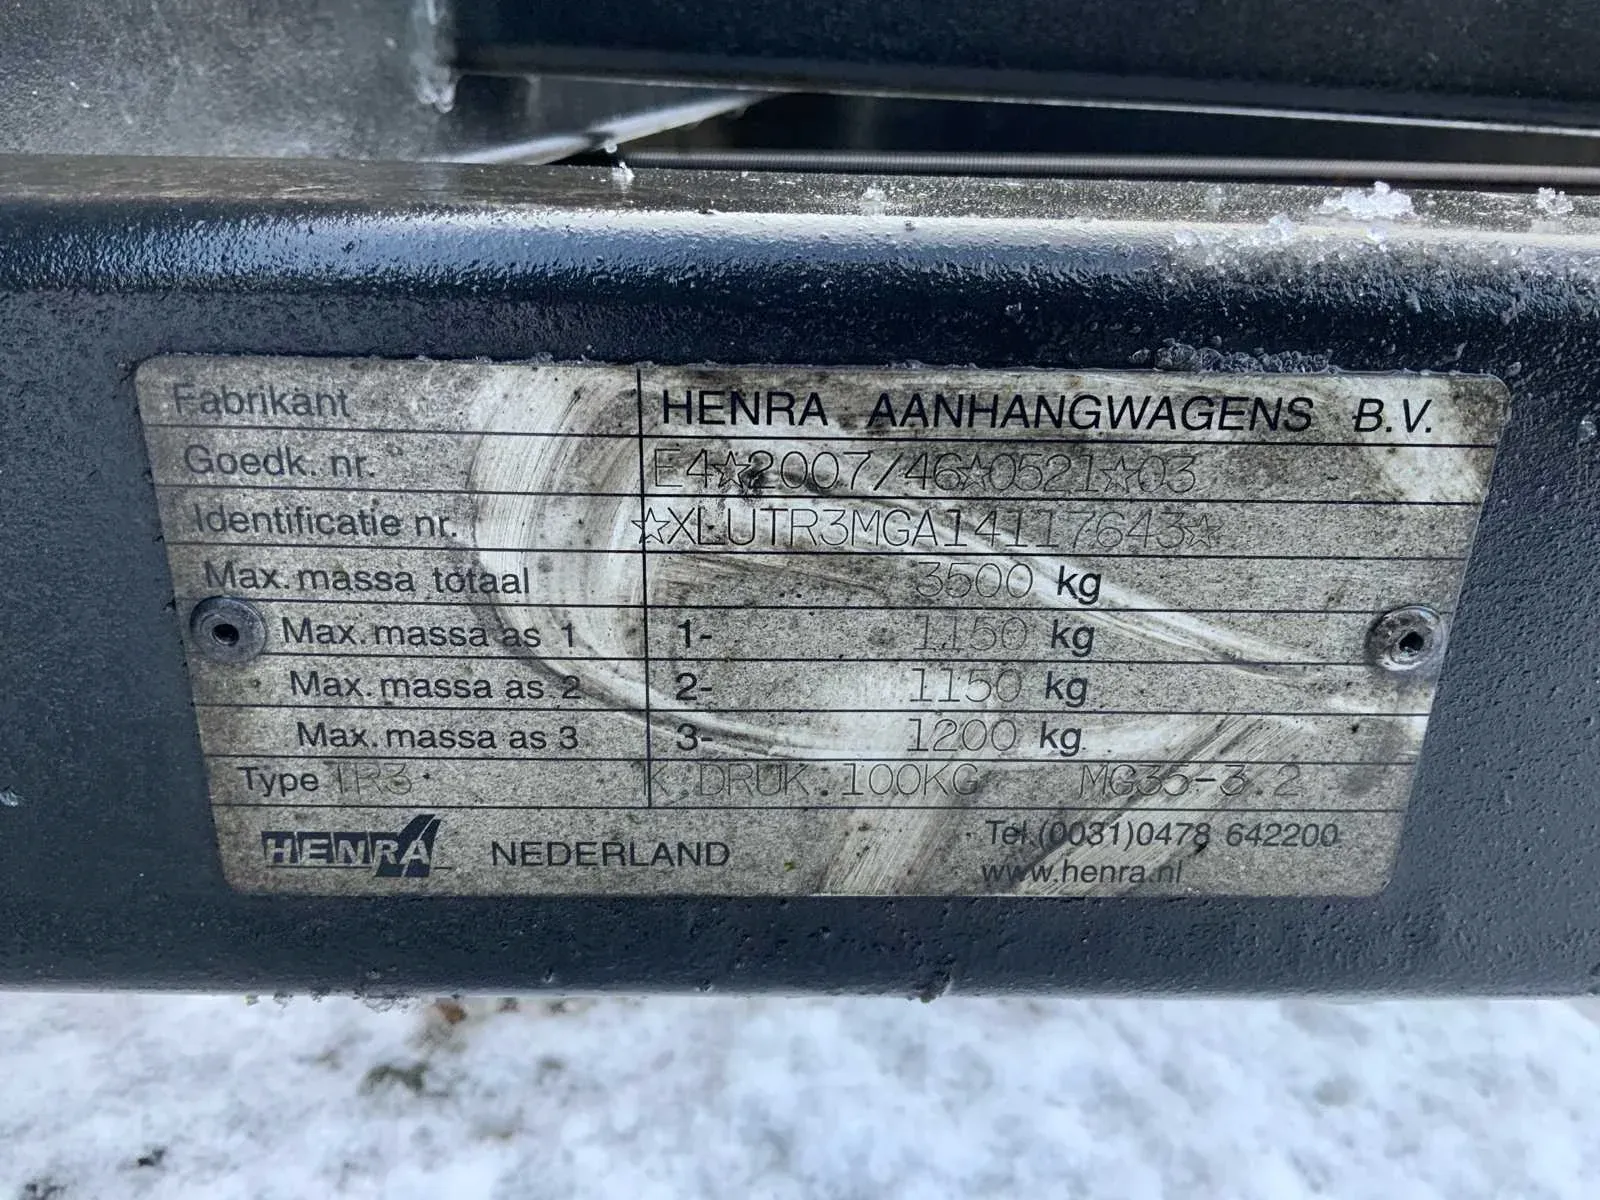 Fabrikant HENRA AANHANGWAGENS B.V.
Goedk. nr. E4☆2007/46☆0521☆03
Identificatie nr. ☆XLUTR3MGA14117643☆
Max. massa totaal 3500 kg
Max. massa as 1 1- 1150 kg
Max. massa as 2 2- 1150 kg
Max. massa as 3 3- 1200 kg
Type TR3 K.DRUK.100KG MG35-3.2
HENRA NEDERLAND Tel.(0031)0478 642200
www.henra.nl